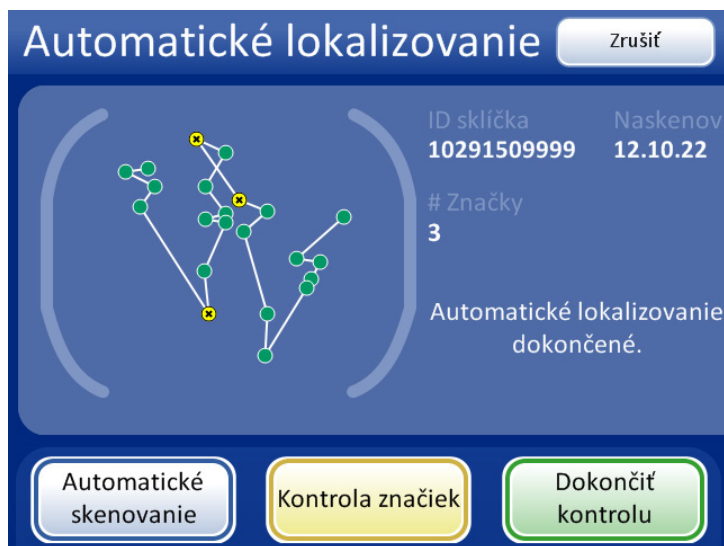 Automatické lokalizovanie
Zrušiť
ID sklíčka
Naskenov
10291509999
12.10.22
# Značky
3
Automatické lokalizovanie
dokončené.
Automatické
skenovanie
Kontrola značiek
Dokončiť
kontrolu